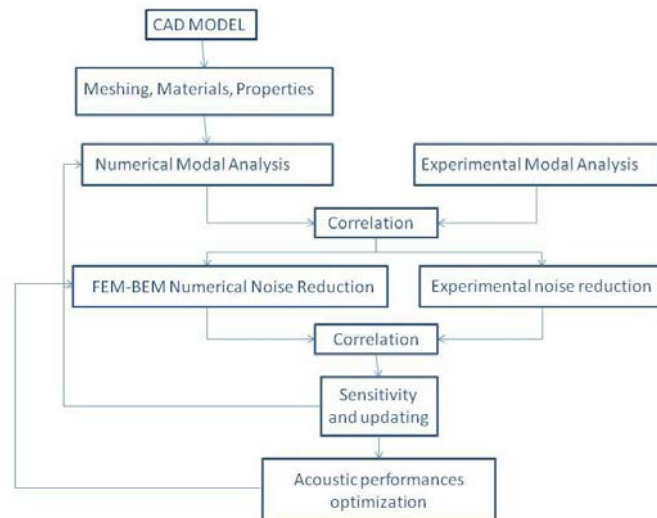 CAD MODEL
Meshing, Materials, Properties
Numerical Modal Analysis
Experimental Modal Analysis
Correlation
FEM-BEM Numerical Noise Reduction
Experimental noise reduction
Correlation
Sensitivity
and updating
Acoustic performances
optimization